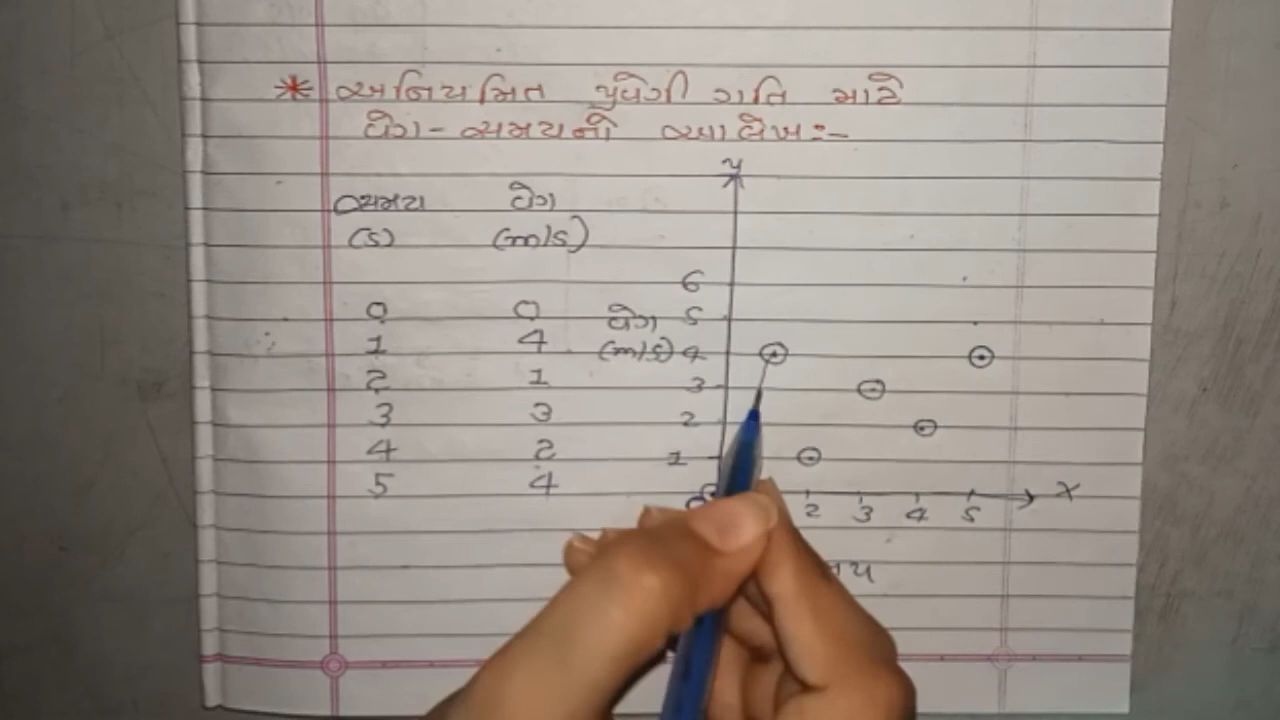 * અનિયમિત પ્રવેગી ગતિ માટે
વેગ - સમયનો આલેખ :-
સમય વેગ
(s) (m/s)
0 0
1 4
2 1
3 3
4 2
5 4
y
6
વેગ 5
(m/s) 4
3
2
1
0 2 3 4 5 X